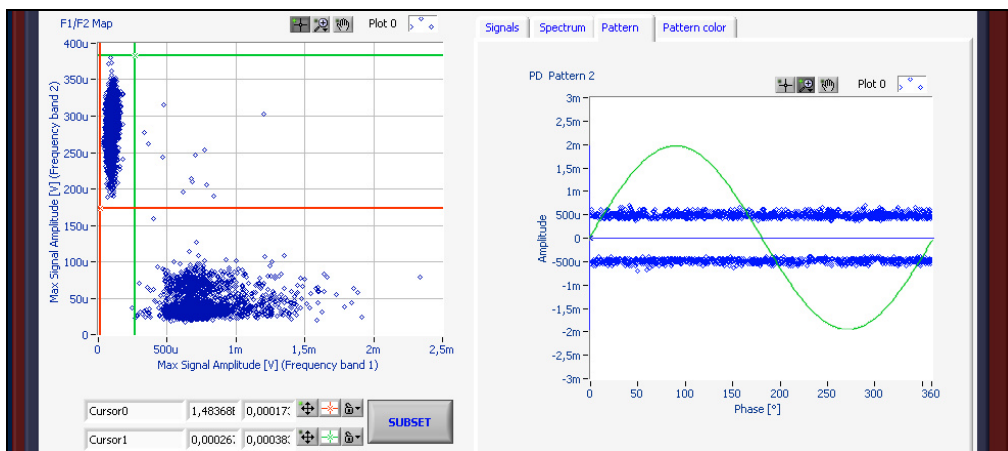 F1/F2 Map
Plot 0
400u
350u
300u
250u
200u
150u
100u
50u
0
Max Signal Amplitude [V] (Frequency band 2)
0
500u
1m
1,5m
2m
2,5m
Max Signal Amplitude [V] (Frequency band 1)
Cursor0
1,48368E
0,00017:
Cursor1
0,00026:
0,00038:
SUBSET
Signals
Spectrum
Pattern
Pattern color
PD Pattern 2
Plot 0
3m
2,5m
2m
1,5m
1m
500u
0
-500u
-1m
-1,5m
-2m
-2,5m
-3m
Amplitude
0
50
100
150
200
250
300
360
Phase [°]